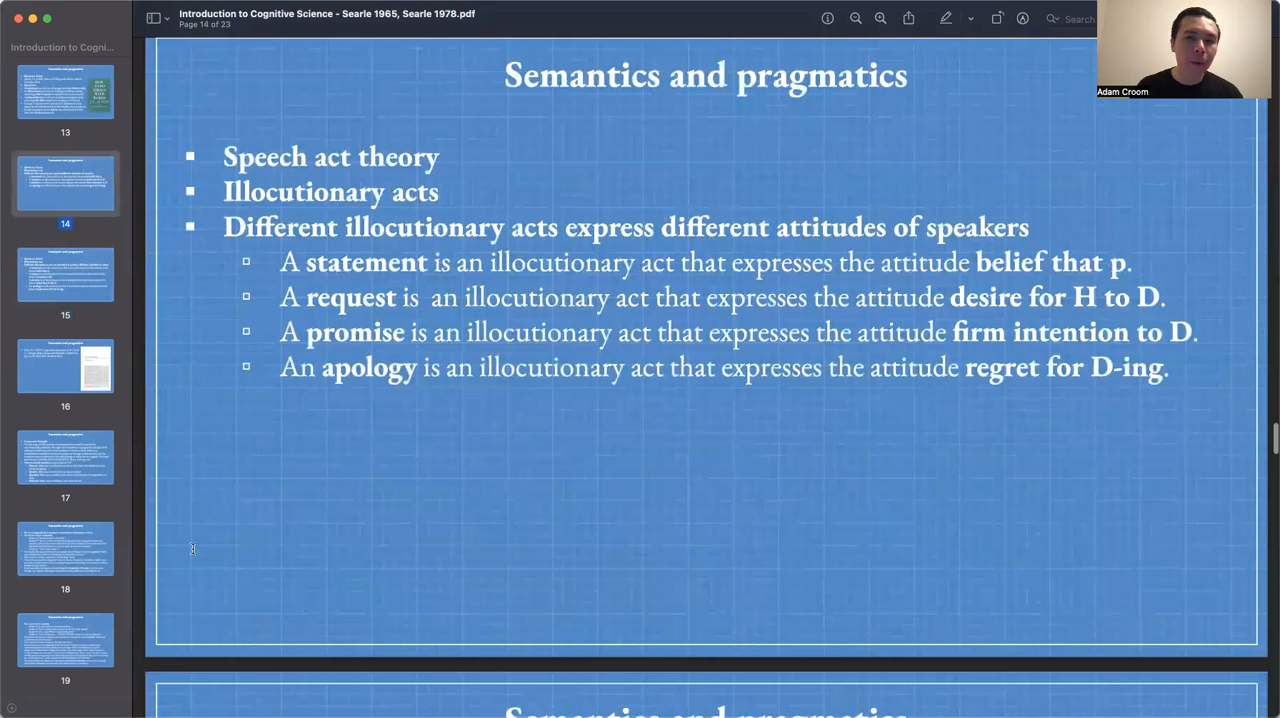 Introduction to Cognitive Science - Searle 1965, Searle 1978.pdf
Page 14 of 23
Search
Introduction to Cogni...
13
14
15
16
17
18
19
Adam Croom
Semantics and pragmatics
Speech act theory
Illocutionary acts
Different illocutionary acts express different attitudes of speakers
A statement is an illocutionary act that expresses the attitude belief that p.
A request is an illocutionary act that expresses the attitude desire for H to D.
A promise is an illocutionary act that expresses the attitude firm intention to D.
An apology is an illocutionary act that expresses the attitude regret for D-ing.
Semantics and pragmatics